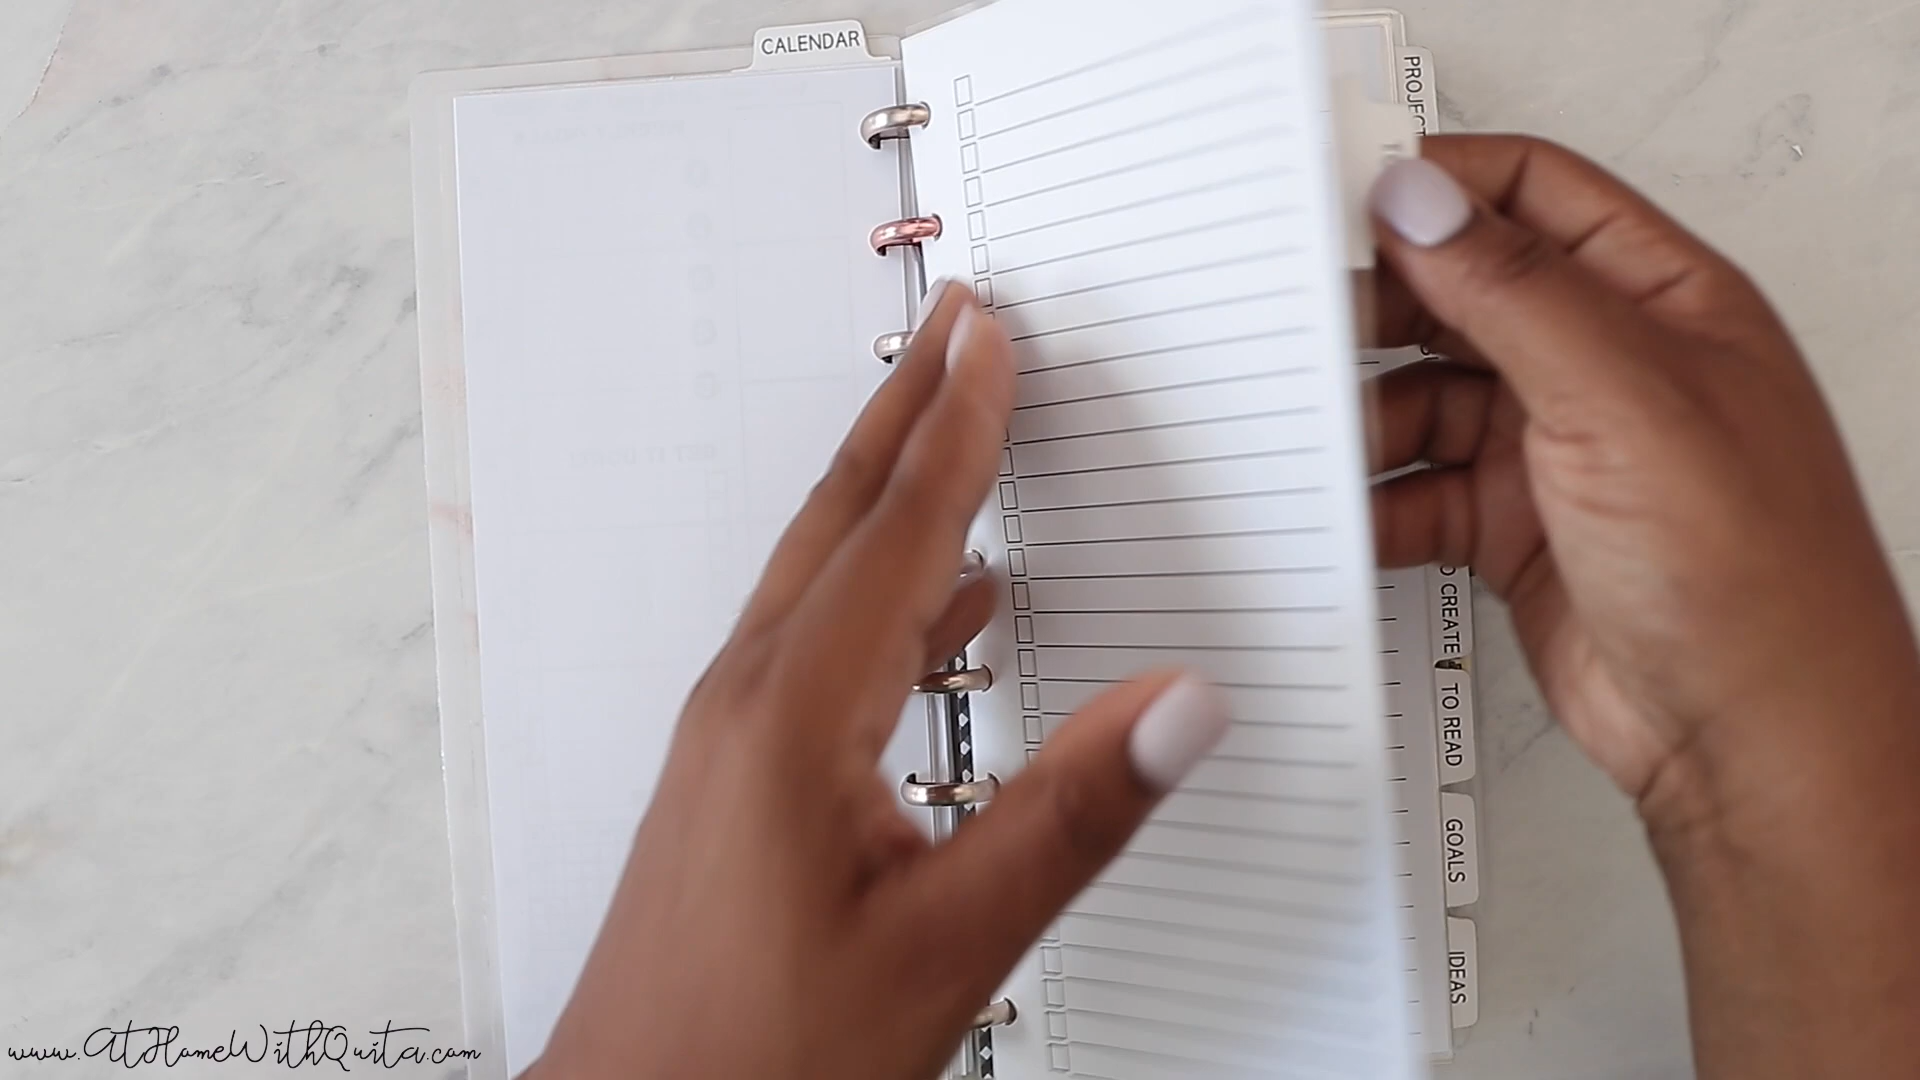 CALENDAR
PROJECT
O CREATE
TO READ
GOALS
IDEAS
www.AtHomeWithQuita.com